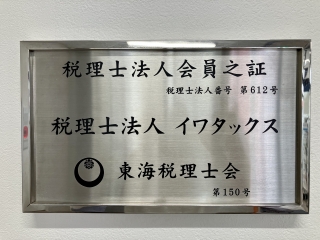 税理士法人会員之証
税理士法人番号 第612号
税理士法人 イワタックス
東海税理士会
第150号